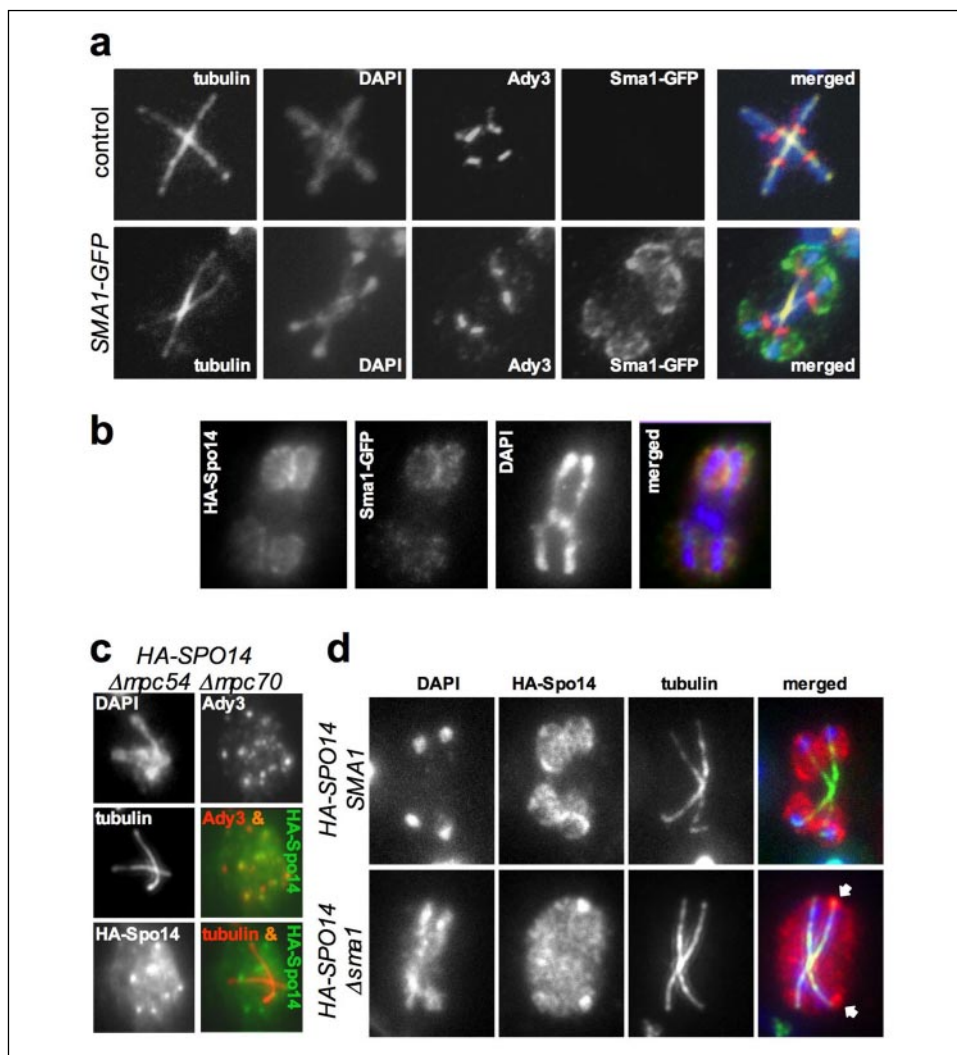 a
control
tubulin
DAPI
Ady3
Sma1-GFP
merged
SMA1-GFP
tubulin
DAPI
Ady3
Sma1-GFP
merged
b
HA-Spo14
Sma1-GFP
DAPI
merged
c
HA-SPO14
Δmpc54 Δmpc70
DAPI
Ady3
tubulin
Ady3 &
HA-Spo14
HA-Spo14
tubulin &
HA-Spo14
d
DAPI
HA-Spo14
tubulin
merged
HA-SPO14
SMA1
HA-SPO14
Δsma1